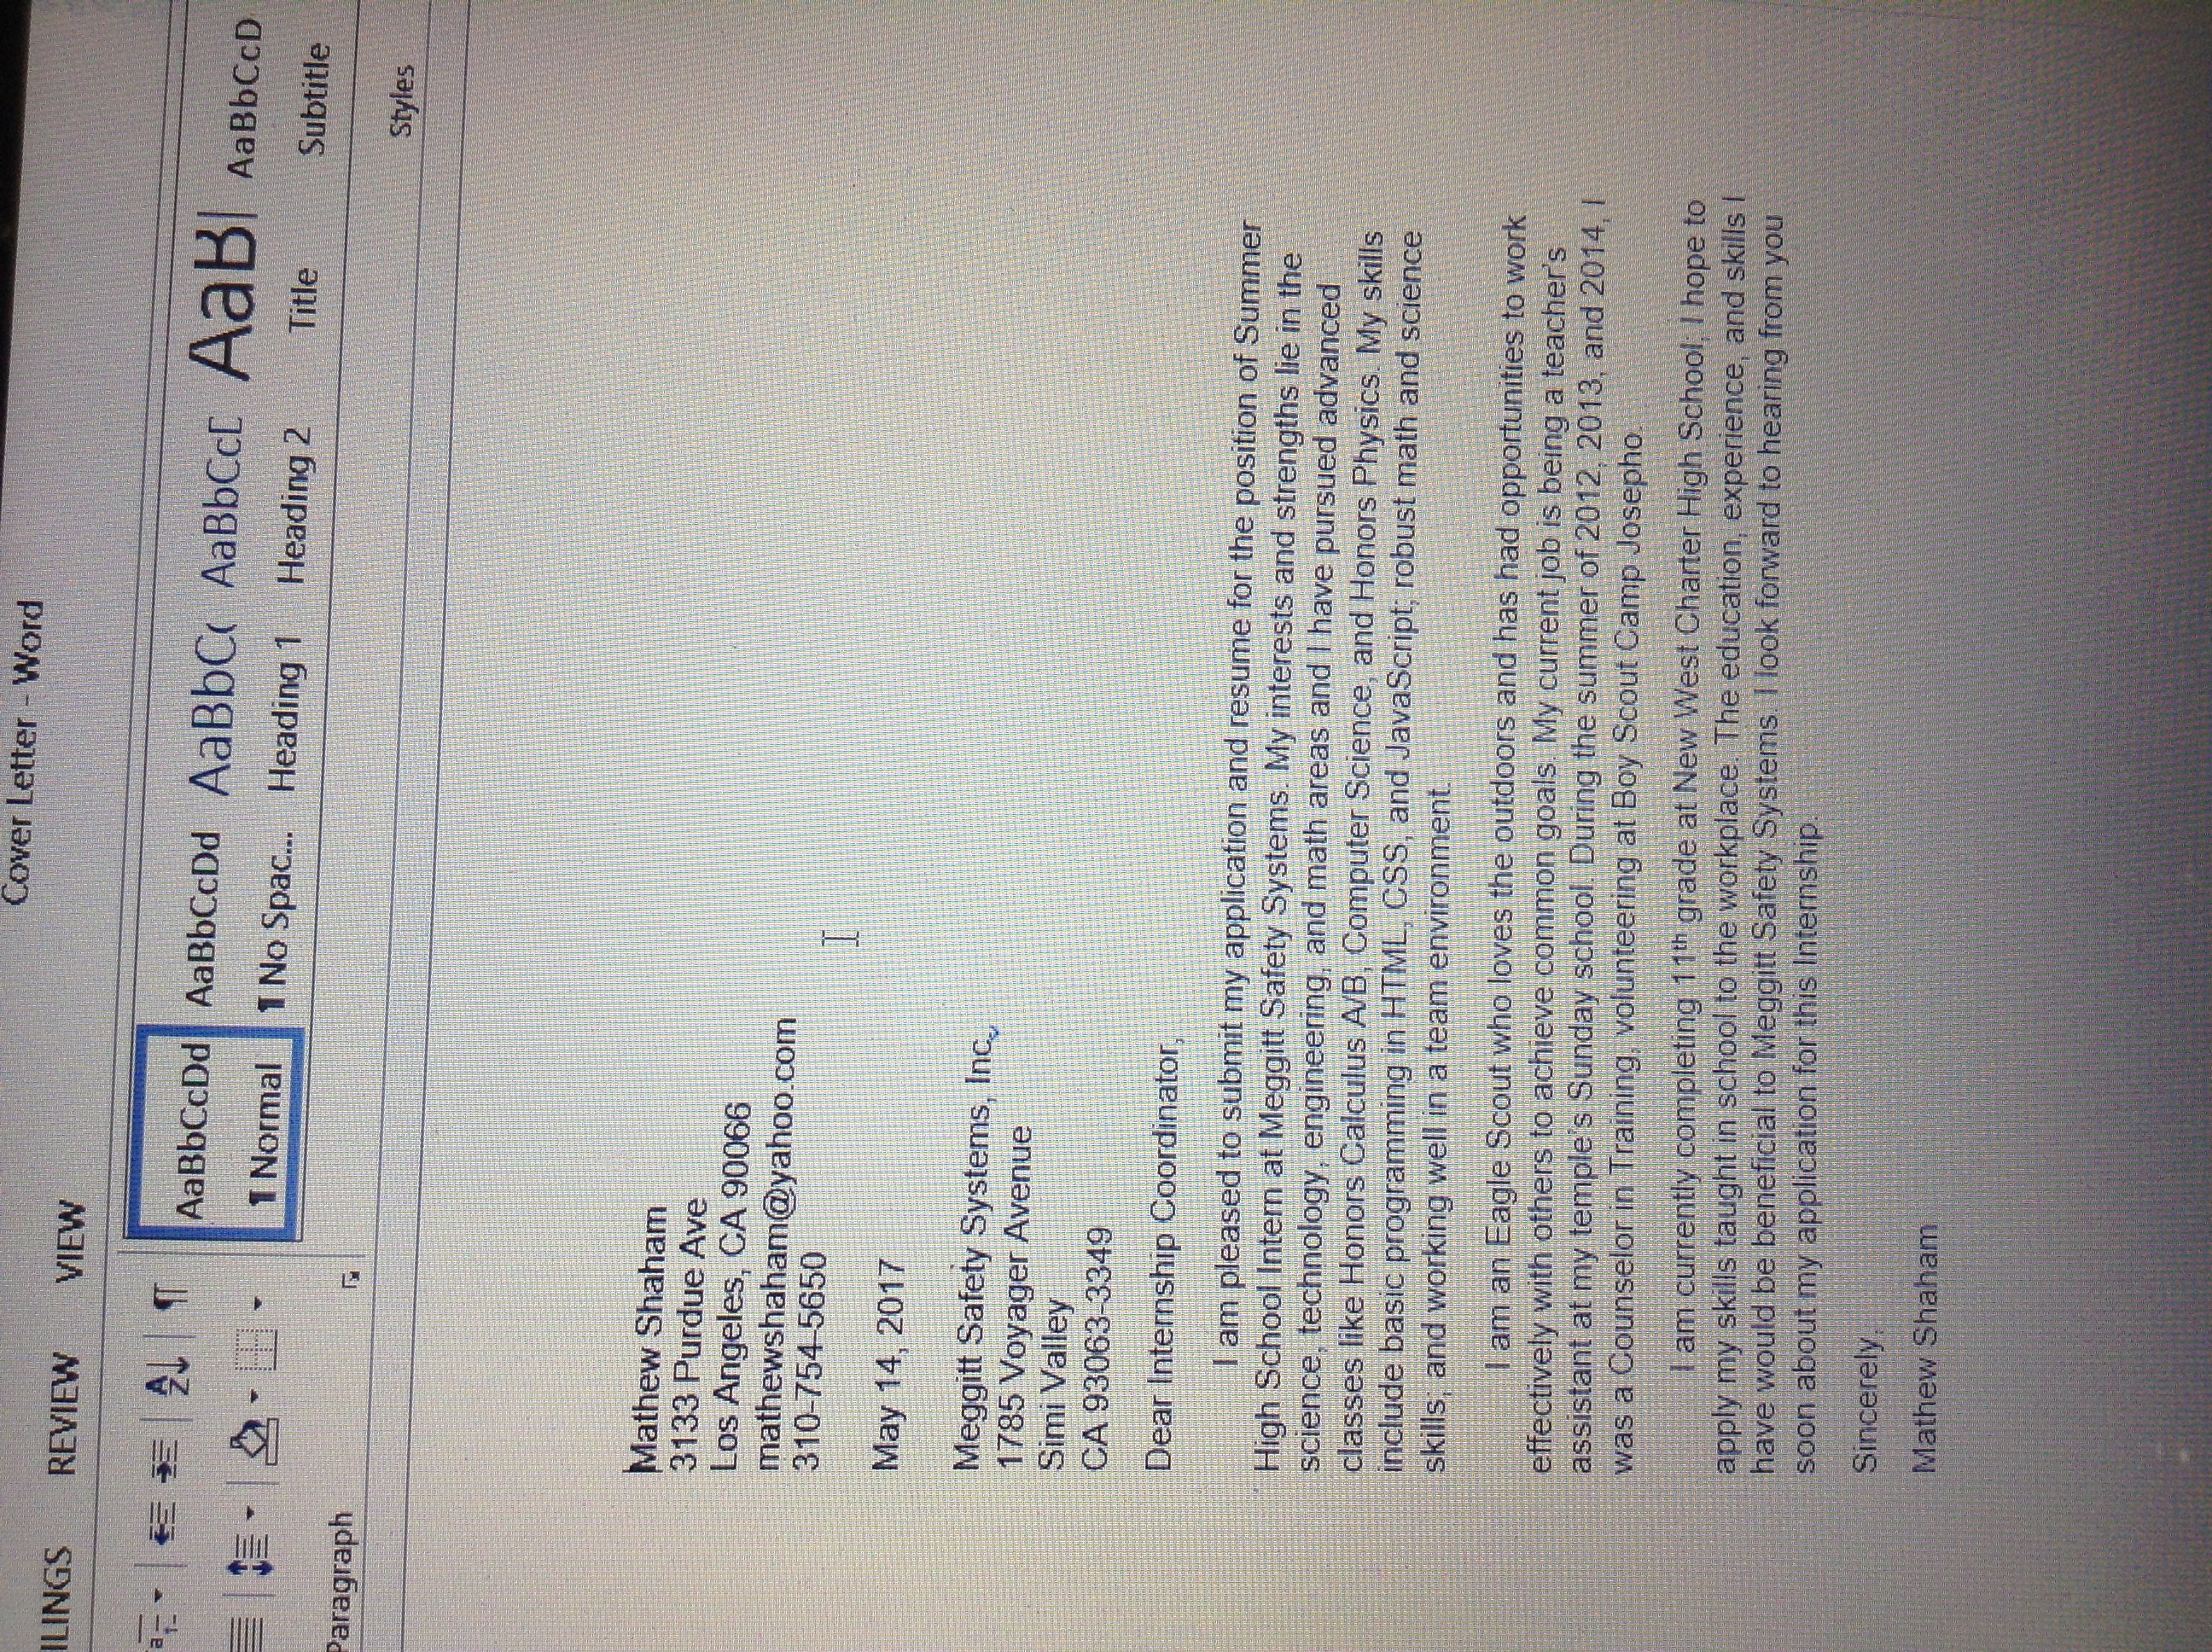 Cover Letter - Word
REVIEW VIEW
AaBbCcDd AaBbCcDd AaBbC AaBbCc AaB AaBbCcD
¶ Normal ¶ No Spac... Heading 1 Heading 2 Title Subtitle
Paragraph
Styles
Mathew Shaham
3133 Purdue Ave
Los Angeles, CA 90066
mathewshaham@yahoo.com
310-754-5650
May 14, 2017
Meggitt Safety Systems, Inc.
1785 Voyager Avenue
Simi Valley
CA 93063-3349
Dear Internship Coordinator,
I am pleased to submit my application and resume for the position of Summer
High School Intern at Meggitt Safety Systems. My interests and strengths lie in the
science, technology, engineering, and math areas and I have pursued advanced
classes like Honors Calculus A/B, Computer Science, and Honors Physics. My skills
include basic programming in HTML, CSS, and JavaScript; robust math and science
skills; and working well in a team environment.
I am an Eagle Scout who loves the outdoors and has had opportunities to work
effectively with others to achieve common goals. My current job is being a teacher's
assistant at my temple's Sunday school. During the summer of 2012, 2013, and 2014, I
was a Counselor in Training, volunteering at Boy Scout Camp Josepho.
I am currently completing 11th grade at New West Charter High School; I hope to
apply my skills taught in school to the workplace. The education, experience, and skills I
have would be beneficial to Meggitt Safety Systems. I look forward to hearing from you
soon about my application for this Internship.
Sincerely,
Mathew Shaham